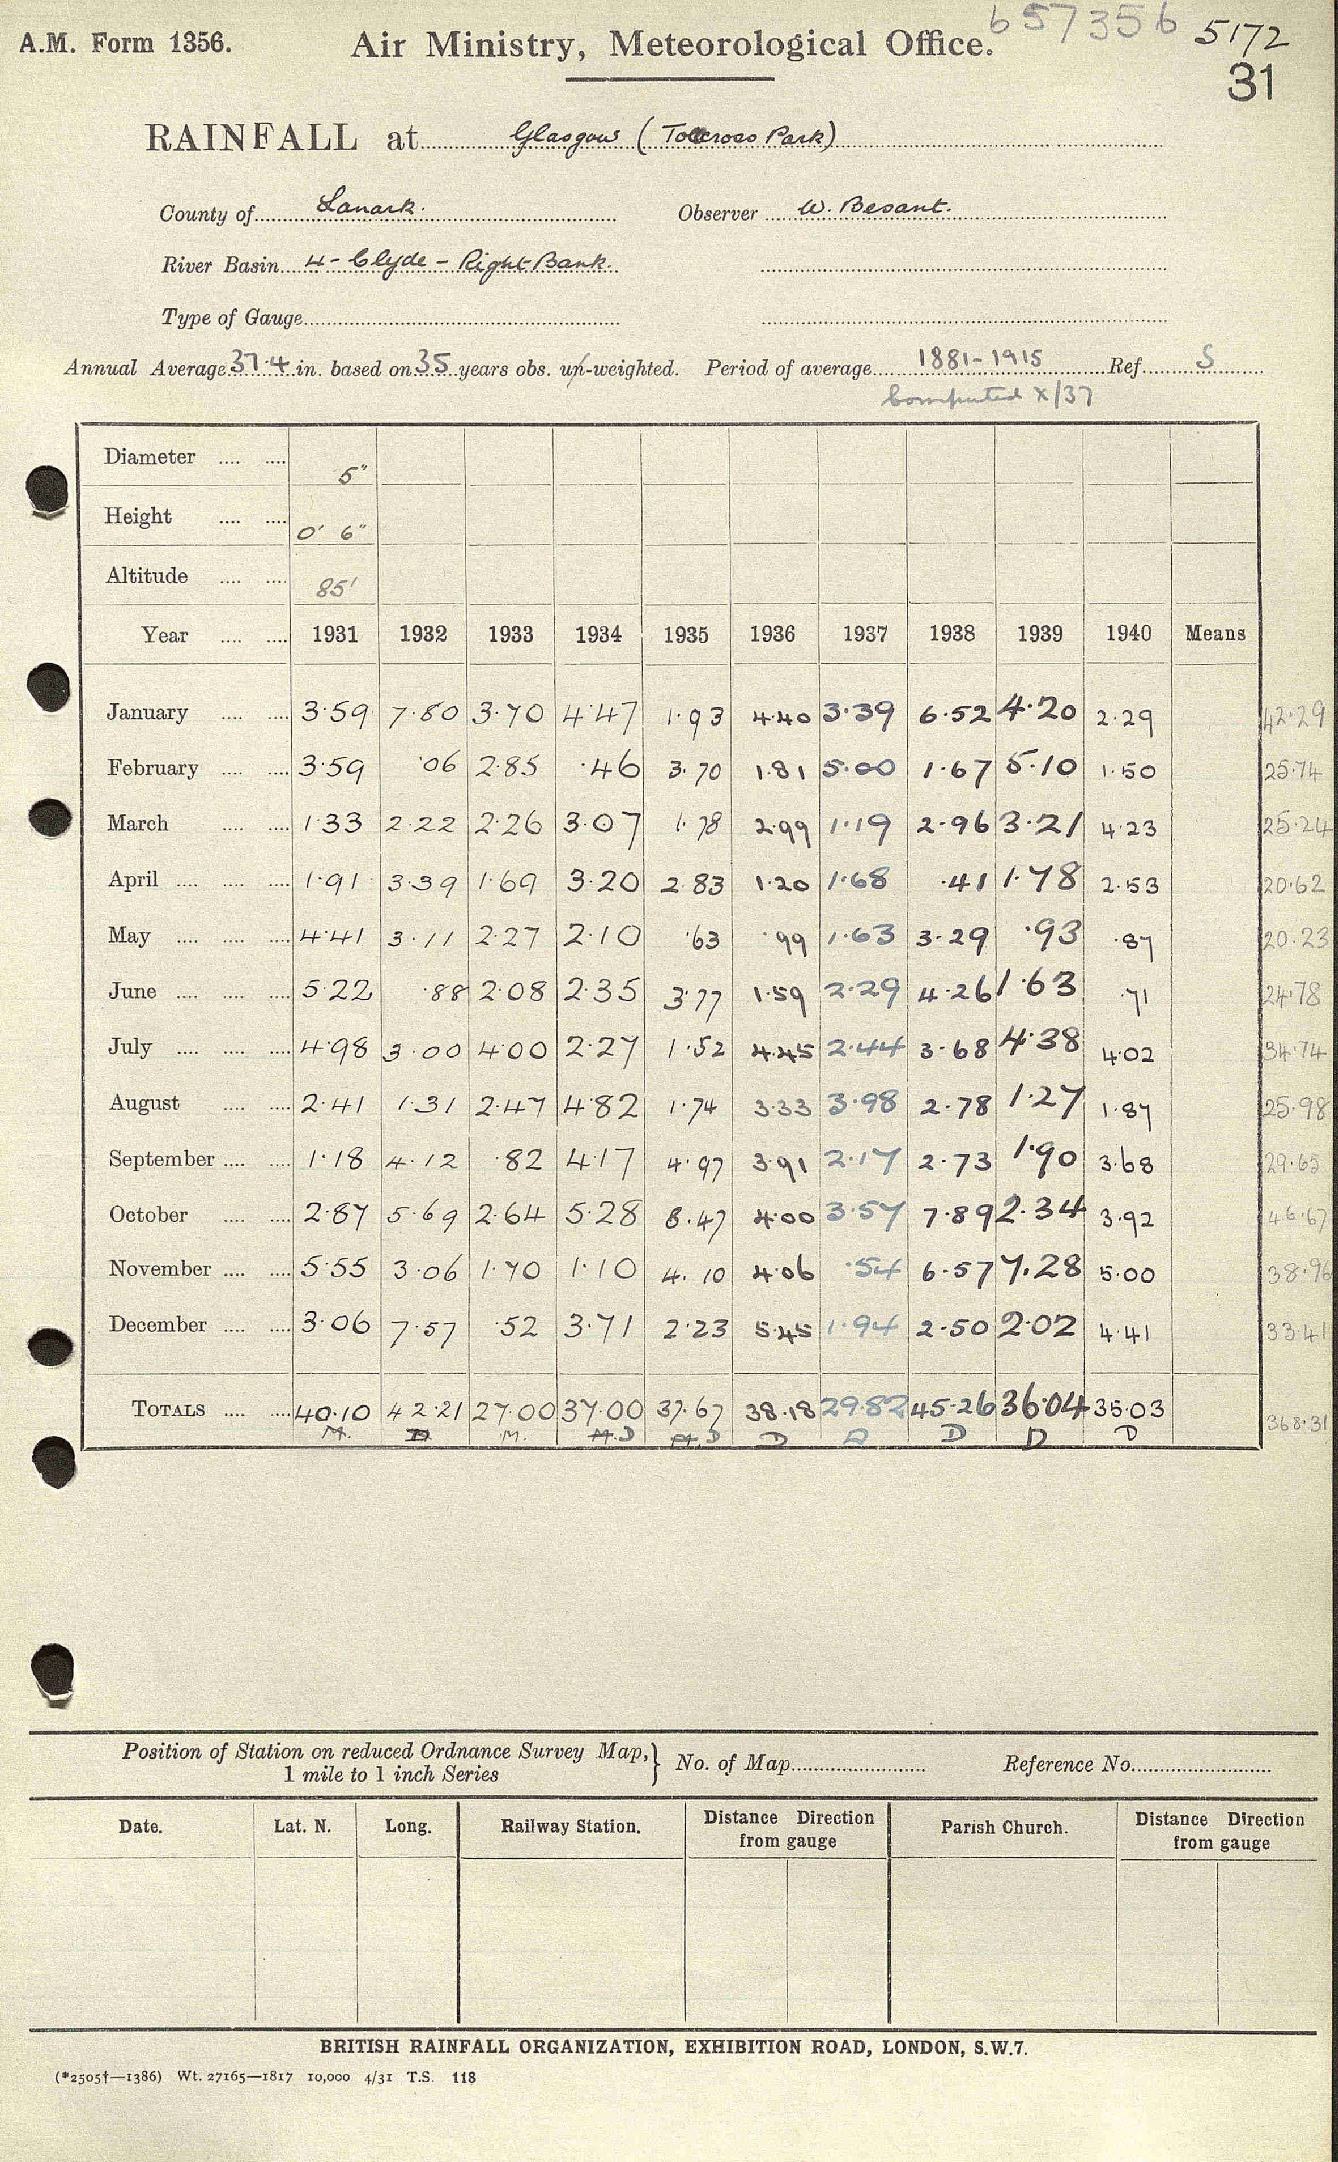 A.M. Form 1356.
Air Ministry, Meteorological Office.
657356
5172
31
RAINFALL at Glasgow (Tollcross Park)
County of Lanark. Observer W. Besant.
River Basin 4 - Clyde - Right Bank.
Type of Gauge
Annual Average 37.4 in. based on 35 years obs. un-weighted. Period of average 1881-1915 Ref. S
Computed X/37
Diameter 5"
Height 0' 6"
Altitude 85'
Year 1931 1932 1933 1934 1935 1936 1937 1938 1939 1940 Means
January 3.59 7.80 3.70 4.47 1.93 4.40 3.39 6.52 4.20 2.29 42.29
February 3.59 .06 2.85 .46 3.70 1.81 5.00 1.67 5.10 1.50 25.74
March 1.33 2.22 2.26 3.07 1.78 2.99 1.19 2.96 3.21 4.23 25.24
April 1.91 3.39 1.69 3.20 2.83 1.20 1.68 .41 1.78 2.53 20.62
May 4.41 3.11 2.27 2.10 .63 .99 1.63 3.29 .93 .87 20.23
June 5.22 .88 2.08 2.35 3.77 1.59 2.29 4.26 1.63 .71 24.78
July 4.98 3.00 4.00 2.27 1.52 4.45 2.44 3.68 4.38 4.02 34.74
August 2.41 1.31 2.47 4.82 1.74 3.33 3.98 2.78 1.27 1.87 25.98
September 1.18 4.12 .82 4.17 4.97 3.91 2.17 2.73 1.90 3.68 29.65
October 2.87 5.69 2.64 5.28 8.47 4.00 3.57 7.89 2.34 3.92 46.67
November 5.55 3.06 1.70 1.10 4.10 4.06 .54 6.57 7.28 5.00 38.96
December 3.06 7.57 .52 3.71 2.23 5.45 1.94 2.50 2.02 4.41 33.41
TOTALS 40.10 42.21 27.00 37.00 37.67 38.18 29.82 45.26 36.04 35.03 368.31
M. D M. M. D M. D D D D D D
Position of Station on reduced Ordnance Survey Map, } No. of Map Reference No.
1 mile to 1 inch Series
Date. Lat. N. Long. Railway Station. Distance Direction from gauge Parish Church. Distance Direction from gauge
BRITISH RAINFALL ORGANIZATION, EXHIBITION ROAD, LONDON, S.W.7.
(*2505†—1386) Wt. 27165—1817 10,000 4/31 T.S. 118